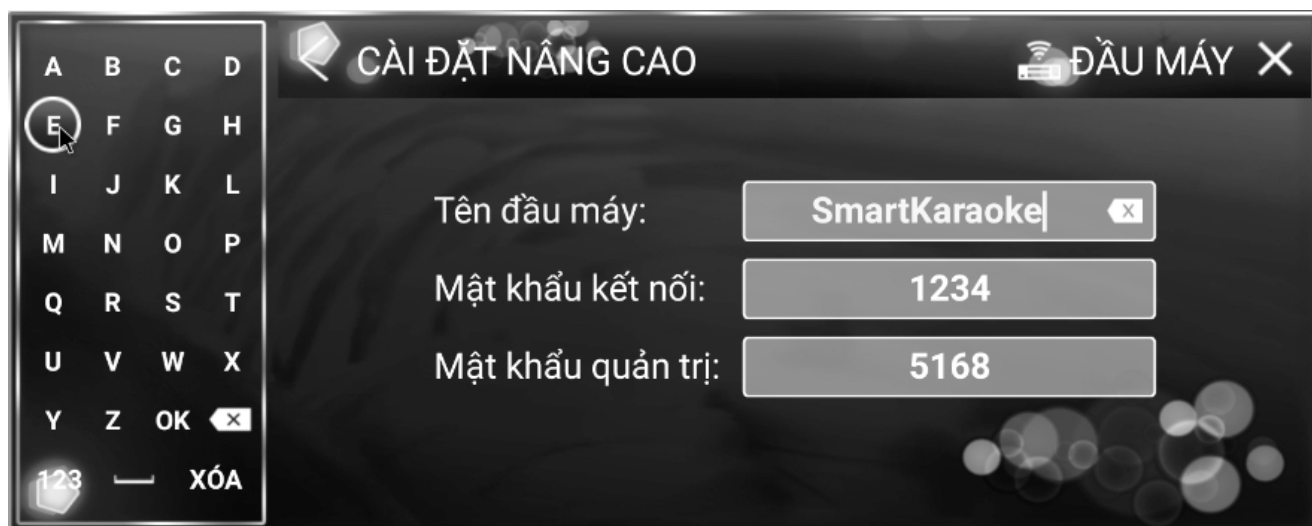 A B C D
E F G H
I J K L
M N O P
Q R S T
U V W X
Y Z OK
123 XÓA
CÀI ĐẶT NÂNG CAO
ĐẦU MÁY
Tên đầu máy: SmartKaraoke
Mật khẩu kết nối: 1234
Mật khẩu quản trị: 5168